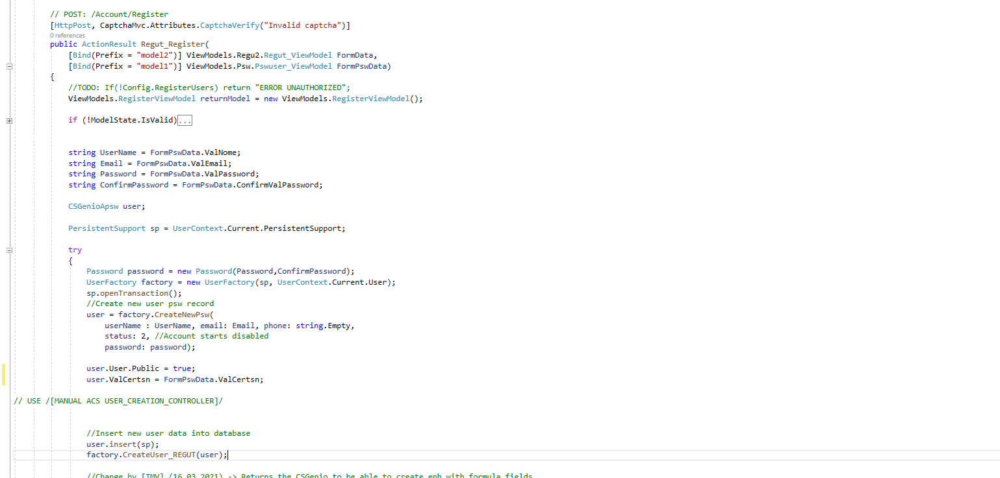 // POST: /Account/Register
[HttpPost, CaptchaMvc.Attributes.CaptchaVerify("Invalid captcha")]
0 references
public ActionResult Regut_Register(
[Bind(Prefix = "model2")] ViewModels.Regu2.Regut_ViewModel FormData,
[Bind(Prefix = "model1")] ViewModels.Psw.Pswuser_ViewModel FormPswData)
{
//TODO: If(!Config.RegisterUsers) return "ERROR UNAUTHORIZED";
ViewModels.RegisterViewModel returnModel = new ViewModels.RegisterViewModel();
if (!ModelState.IsValid)...
string UserName = FormPswData.ValNome;
string Email = FormPswData.ValEmail;
string Password = FormPswData.ValPassword;
string ConfirmPassword = FormPswData.ConfirmValPassword;
CSGenioApsw user;
PersistentSupport sp = UserContext.Current.PersistentSupport;
try
{
Password password = new Password(Password,ConfirmPassword);
UserFactory factory = new UserFactory(sp, UserContext.Current.User);
sp.openTransaction();
//Create new user psw record
user = factory.CreateNewPsw(
userName : UserName, email: Email, phone: string.Empty,
status: 2, //Account starts disabled
password: password);
user.User.Public = true;
user.ValCertsn = FormPswData.ValCertsn;
// USE /[MANUAL ACS USER_CREATION_CONTROLLER]/
//Insert new user data into database
user.insert(sp);
factory.CreateUser_REGUT(user);
//Change by [TMV] (16.03.2021) -> Returns the CSGenio to be able to create eph with formula fields